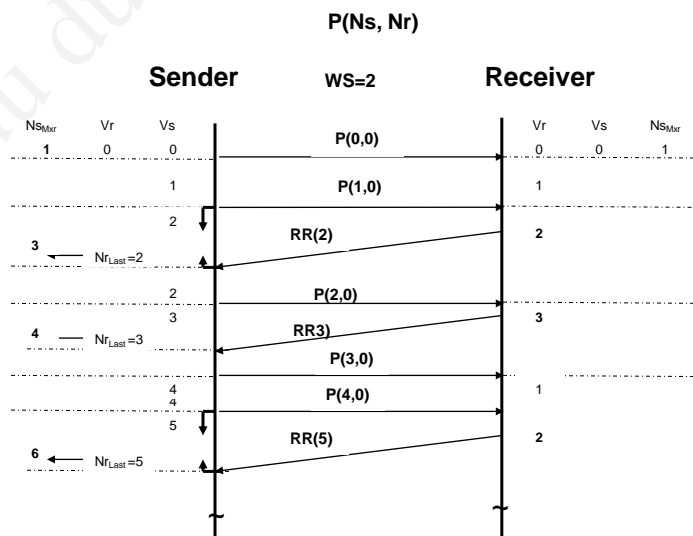 P(Ns, Nr)
Sender WS=2 Receiver
NsMxr Vr Vs Vr Vs NsMxr
1 0 0 P(0,0) 0 0 1
1 P(1,0) 1
2 RR(2) 2
3 NrLast=2
2 P(2,0)
3 RR3) 3
4 NrLast=3
P(3,0)
4 1
4 P(4,0)
5 RR(5) 2
6 NrLast=5
~ ~